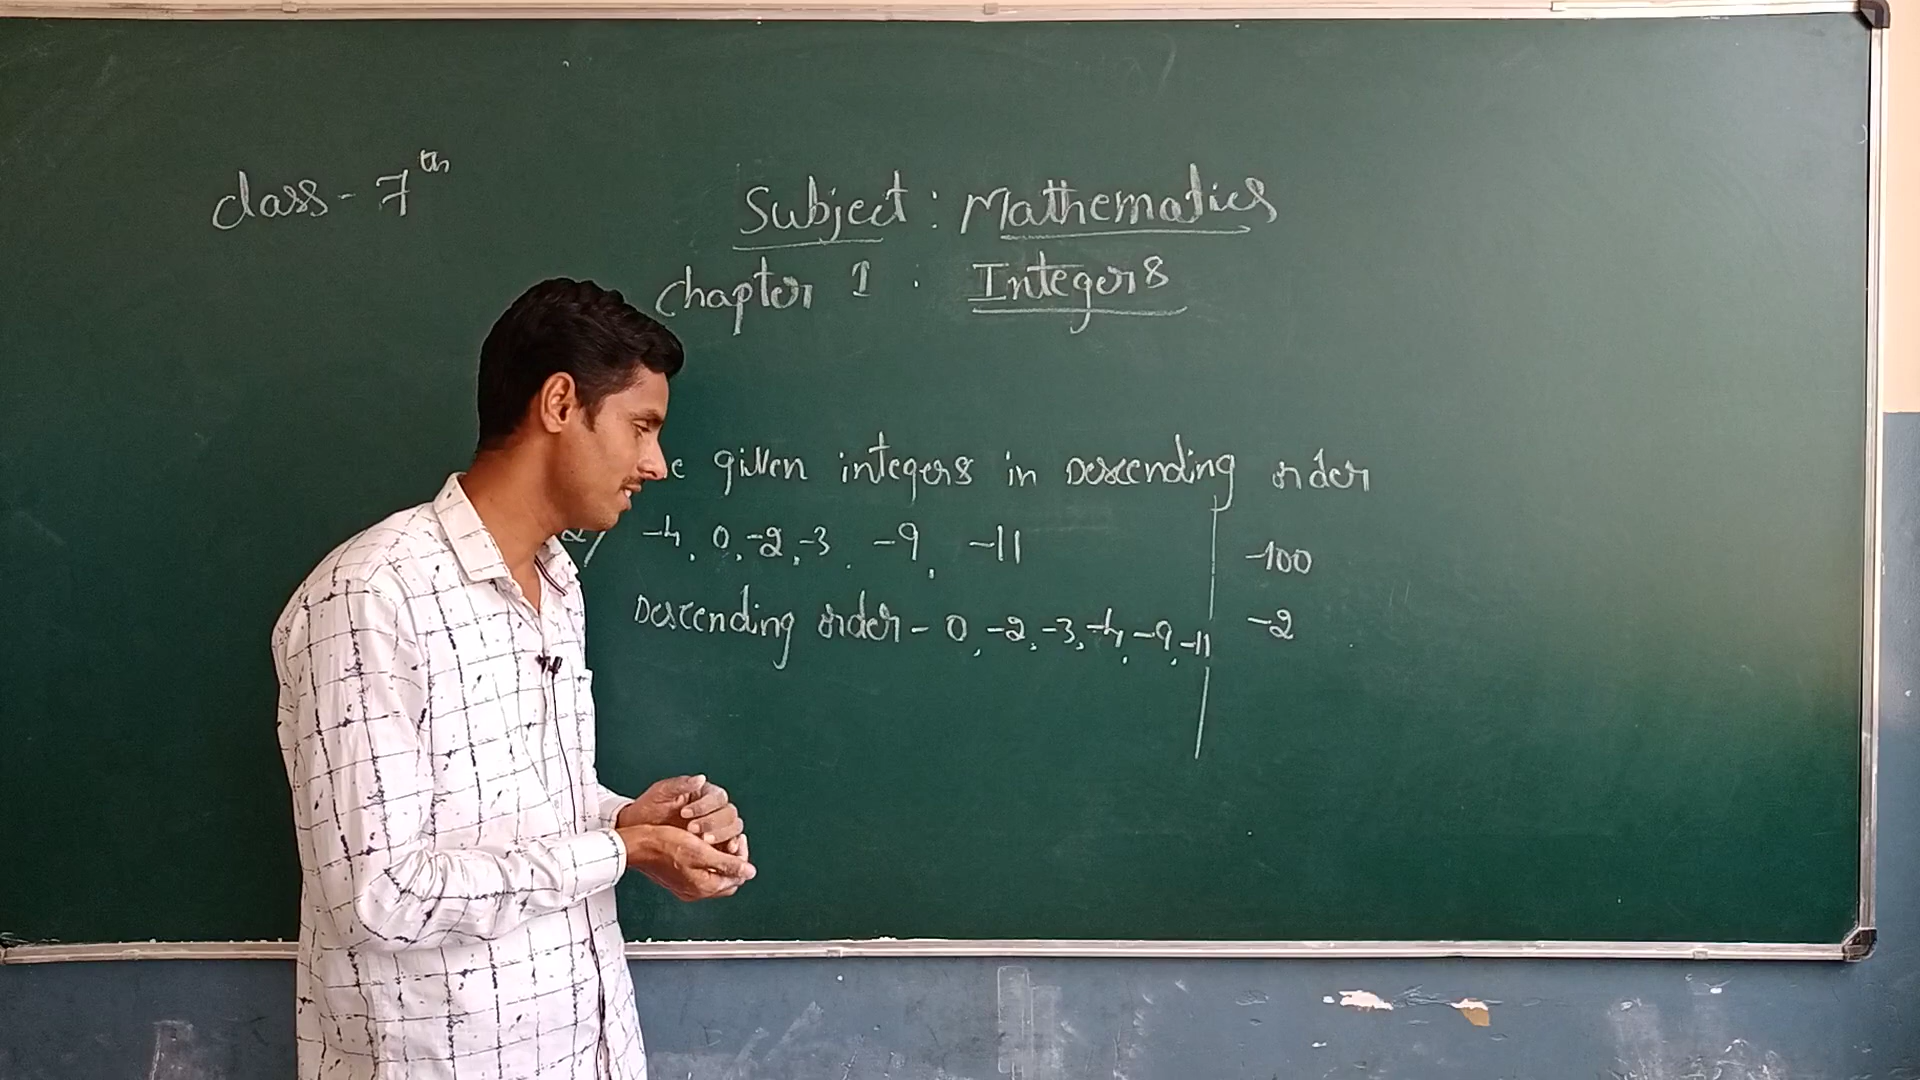 class - 7th
Subject : Mathematics
Chapter 1 : Integers
given integers in Descending order
2) -4, 0, -2, -3, -9, -11
Descending order - 0, -2, -3, -4, -9, -11
-100
-2